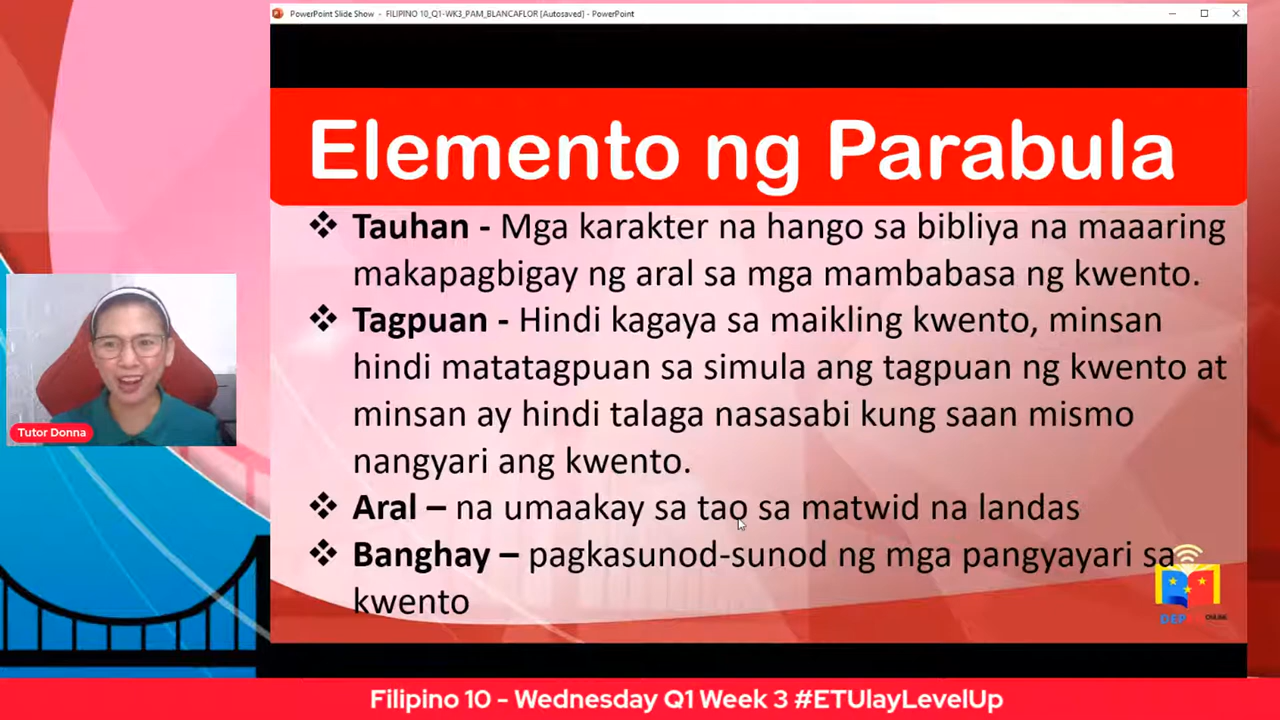 PowerPoint Slide Show - FILIPINO 10_Q1-WK3_PAM_BLANCAFLOR [Autosaved] - PowerPoint
Elemento ng Parabula
❖ Tauhan - Mga karakter na hango sa bibliya na maaaring
makapagbigay ng aral sa mga mambabasa ng kwento.
❖ Tagpuan - Hindi kagaya sa maikling kwento, minsan
hindi matatagpuan sa simula ang tagpuan ng kwento at
minsan ay hindi talaga nasasabi kung saan mismo
nangyari ang kwento.
❖ Aral – na umaakay sa tao sa matwid na landas
❖ Banghay – pagkasunod-sunod ng mga pangyayari sa
kwento
Tutor Donna
Filipino 10 - Wednesday Q1 Week 3 #ETUlayLevelUp